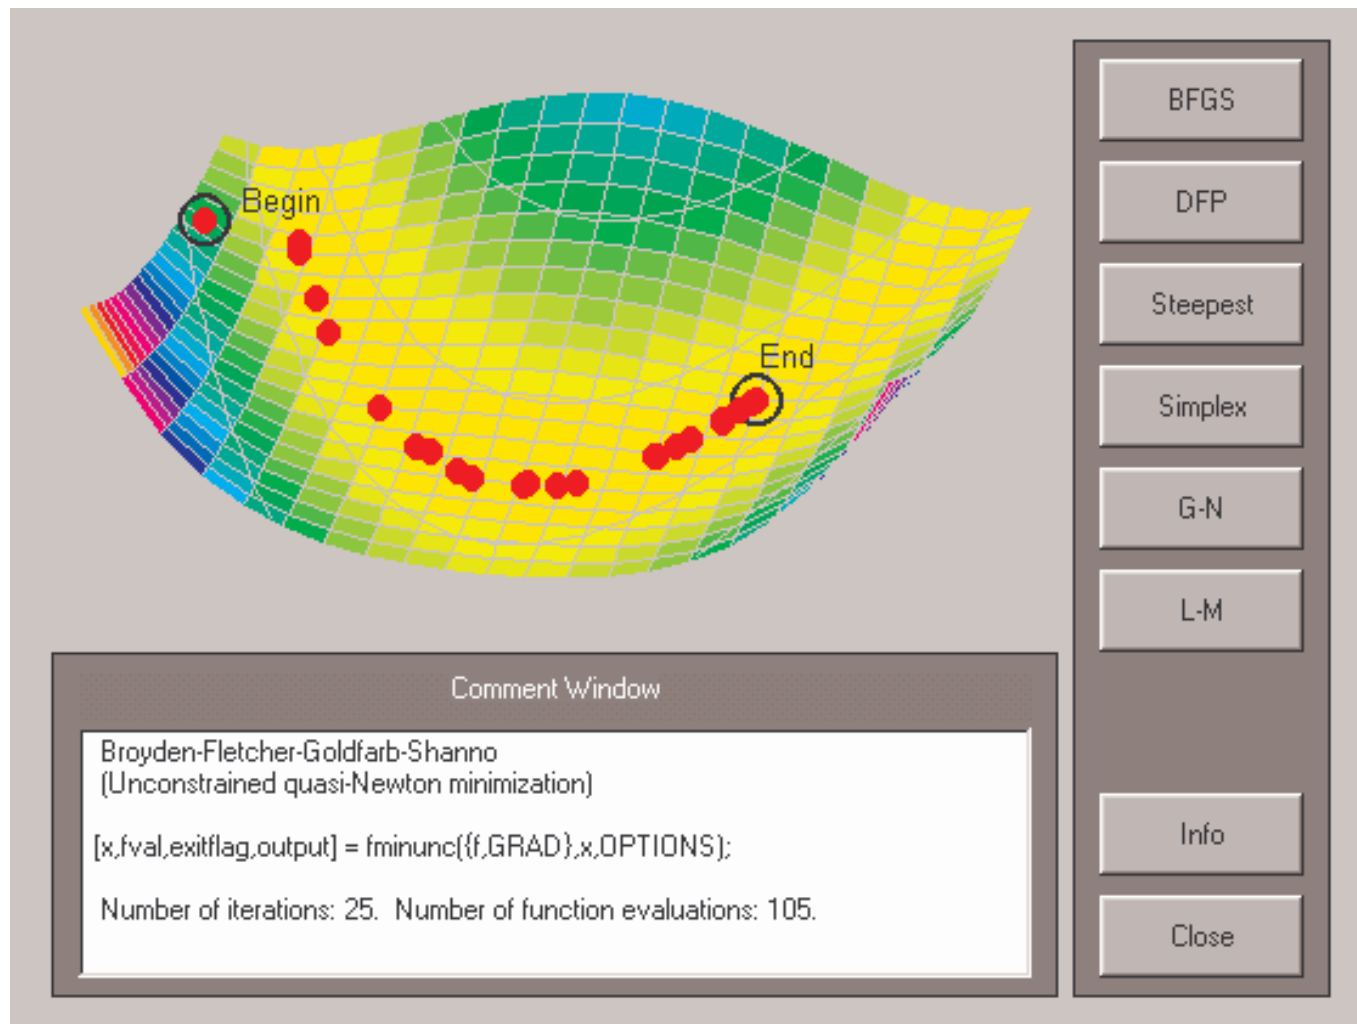 Begin
End
BFGS
DFP
Steepest
Simplex
G-N
L-M
Info
Close
Comment Window
Broyden-Fletcher-Goldfarb-Shanno
(Unconstrained quasi-Newton minimization)
[x,fval,exitflag,output] = fminunc({f,GRAD},x,OPTIONS);
Number of iterations: 25.  Number of function evaluations: 105.